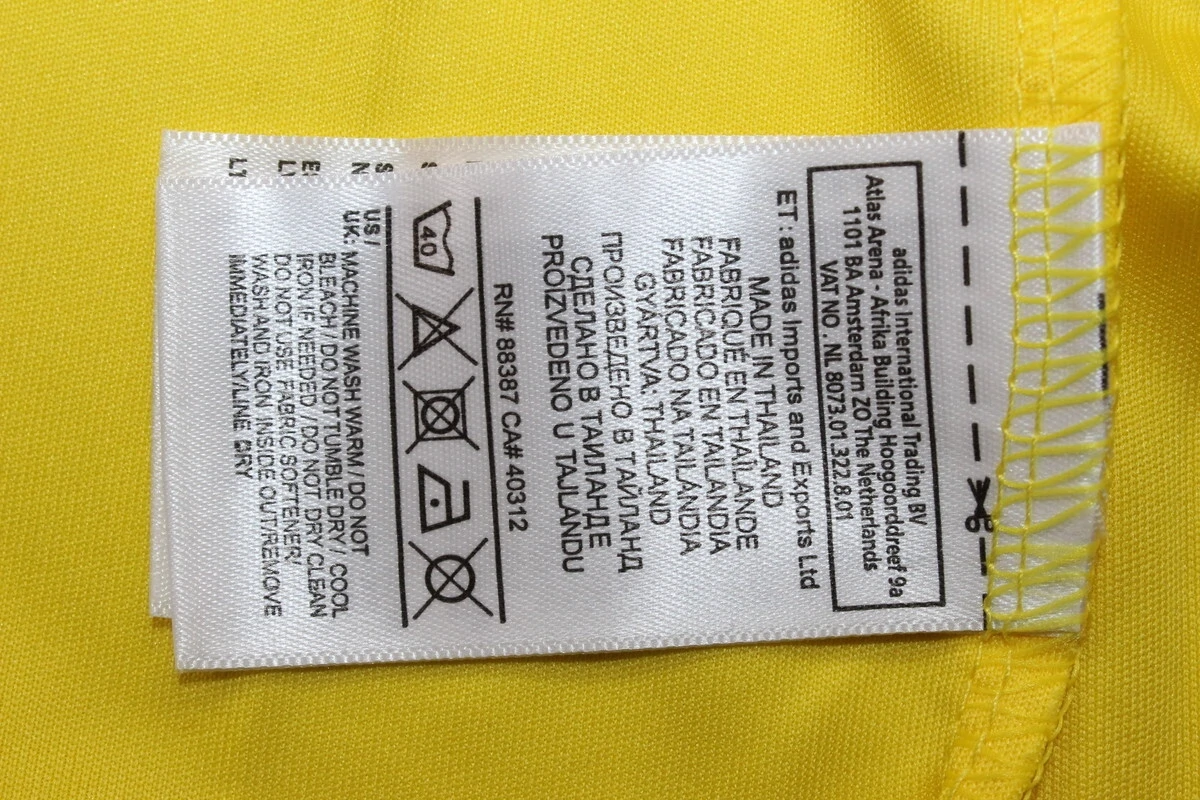 adidas International Trading BV
Atlas Arena - Afrika Building Hoogoorddreef 9a
1101 BA Amsterdam ZO The Netherlands
VAT NO. NL 8073.01.322.8.01
ET: adidas Imports and Exports Ltd
MADE IN THAILAND
FABRIQUÉ EN THAÏLANDE
FABRICADO EN TAILANDIA
FABRICADO NA TAILÂNDIA
GYÁRTVA: THAILAND
ПРОИЗВЕДЕНО В ТАЙЛАНД
СДЕЛАНО В ТАИЛАНДЕ
PROIZVEDENO U TAJLANDU
RN# 88387 CA# 40312
40
US /
UK: MACHINE WASH WARM / DO NOT
BLEACH / DO NOT TUMBLE DRY / COOL
IRON IF NEEDED / DO NOT DRY CLEAN
DO NOT USE FABRIC SOFTENER/
WASH AND IRON INSIDE OUT/REMOVE
IMMEDIATELY/LINE DRY